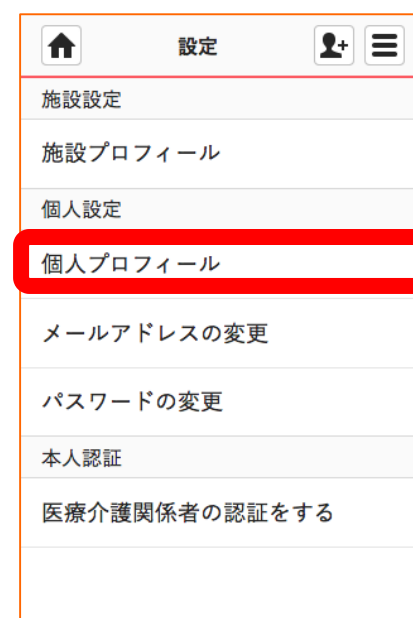 設定
施設設定
施設プロフィール
個人設定
個人プロフィール
メールアドレスの変更
パスワードの変更
本人認証
医療介護関係者の認証をする